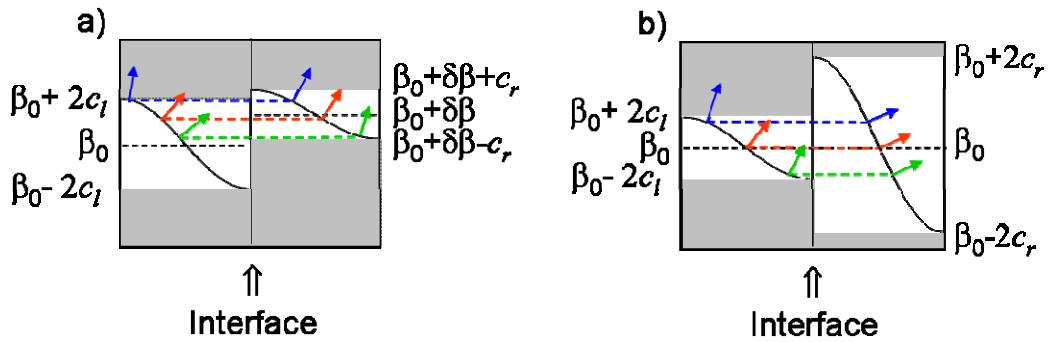 a)
β₀+ 2cₗ
β₀
β₀- 2cₗ
β₀+δβ+cᵣ
β₀+δβ
β₀+δβ-cᵣ
⇑
Interface
b)
β₀+ 2cₗ
β₀
β₀- 2cₗ
β₀+2cᵣ
β₀
β₀-2cᵣ
⇑
Interface